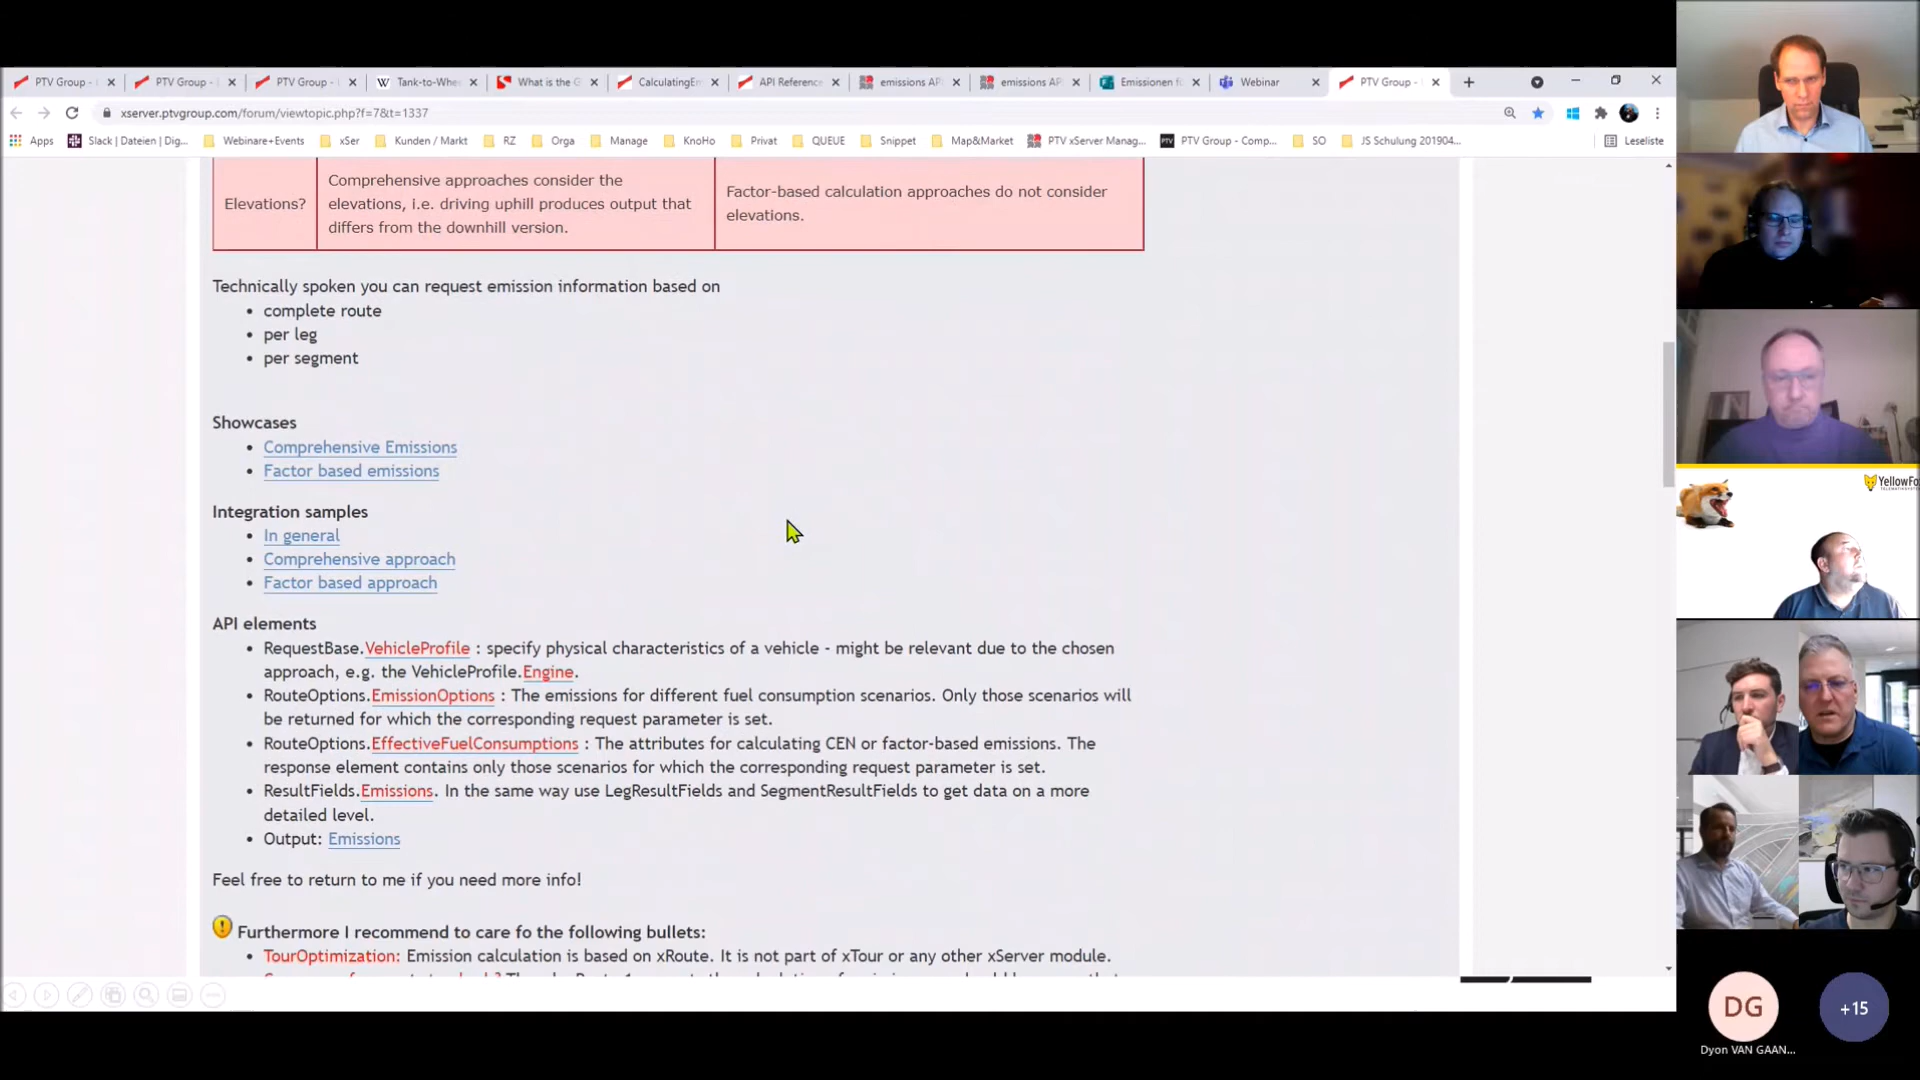 PTV Group -
PTV Group -
PTV Group -
Tank-to-Whe
What is the G
CalculatingEm
API Reference
emissions AP
emissions AP
Emissionen fü
Webinar
PTV Group -
xserver.ptvgroup.com/forum/viewtopic.php?f=7&t=1337
Apps
Slack | Dateien | Dig...
Webinare+Events
xSer
Kunden / Markt
RZ
Orga
Manage
KnoHo
Privat
QUEUE
Snippet
Map&Market
PTV xServer Manag...
PTV Group - Comp...
SO
JS Schulung 201904...
Leseliste
Elevations?
Comprehensive approaches consider the
elevations, i.e. driving uphill produces output that
differs from the downhill version.
Factor-based calculation approaches do not consider
elevations.
Technically spoken you can request emission information based on
• complete route
• per leg
• per segment
Showcases
• Comprehensive Emissions
• Factor based emissions
Integration samples
• In general
• Comprehensive approach
• Factor based approach
API elements
• RequestBase.VehicleProfile : specify physical characteristics of a vehicle - might be relevant due to the chosen
approach, e.g. the VehicleProfile.Engine.
• RouteOptions.EmissionOptions : The emissions for different fuel consumption scenarios. Only those scenarios will
be returned for which the corresponding request parameter is set.
• RouteOptions.EffectiveFuelConsumptions : The attributes for calculating CEN or factor-based emissions. The
response element contains only those scenarios for which the corresponding request parameter is set.
• ResultFields.Emissions. In the same way use LegResultFields and SegmentResultFields to get data on a more
detailed level.
• Output: Emissions
Feel free to return to me if you need more info!
Furthermore I recommend to care fo the following bullets:
• TourOptimization: Emission calculation is based on xRoute. It is not part of xTour or any other xServer module.
YellowFo
DG
+15
Dyon VAN GAAN...